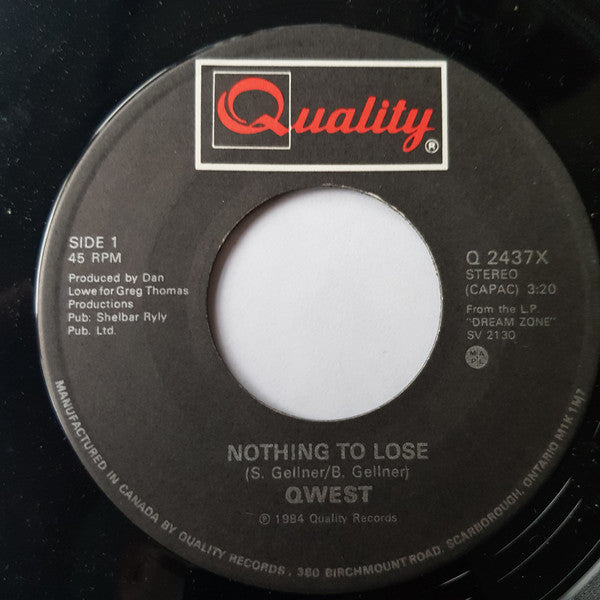 Quality®
SIDE 1
45 RPM
Produced by Dan
Lowe for Greg Thomas
Productions
Pub: Shelbar Ryly
Pub. Ltd.
Q 2437X
STEREO
(CAPAC) 3:20
From the L.P.
"DREAM ZONE"
SV 2130
M A
P L
NOTHING TO LOSE
(S. Gellner/B. Gellner)
QWEST
℗ 1984 Quality Records
MANUFACTURED IN CANADA BY QUALITY RECORDS, 380 BIRCHMOUNT ROAD, SCARBOROUGH, ONTARIO M1K 1M7